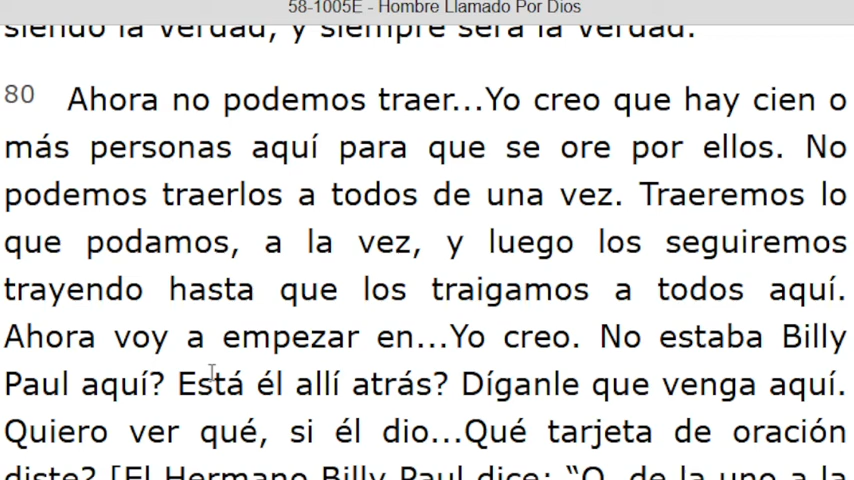 58-1005E - Hombre Llamado Por Dios
siendo la verdad, y siempre será la verdad.
80 Ahora no podemos traer...Yo creo que hay cien o
más personas aquí para que se ore por ellos. No
podemos traerlos a todos de una vez. Traeremos lo
que podamos, a la vez, y luego los seguiremos
trayendo hasta que los traigamos a todos aquí.
Ahora voy a empezar en...Yo creo. No estaba Billy
Paul aquí? Está él allí atrás? Díganle que venga aquí.
Quiero ver qué, si él dio...Qué tarjeta de oración
diste? [El Hermano Billy Paul dice: “O, de la uno a la